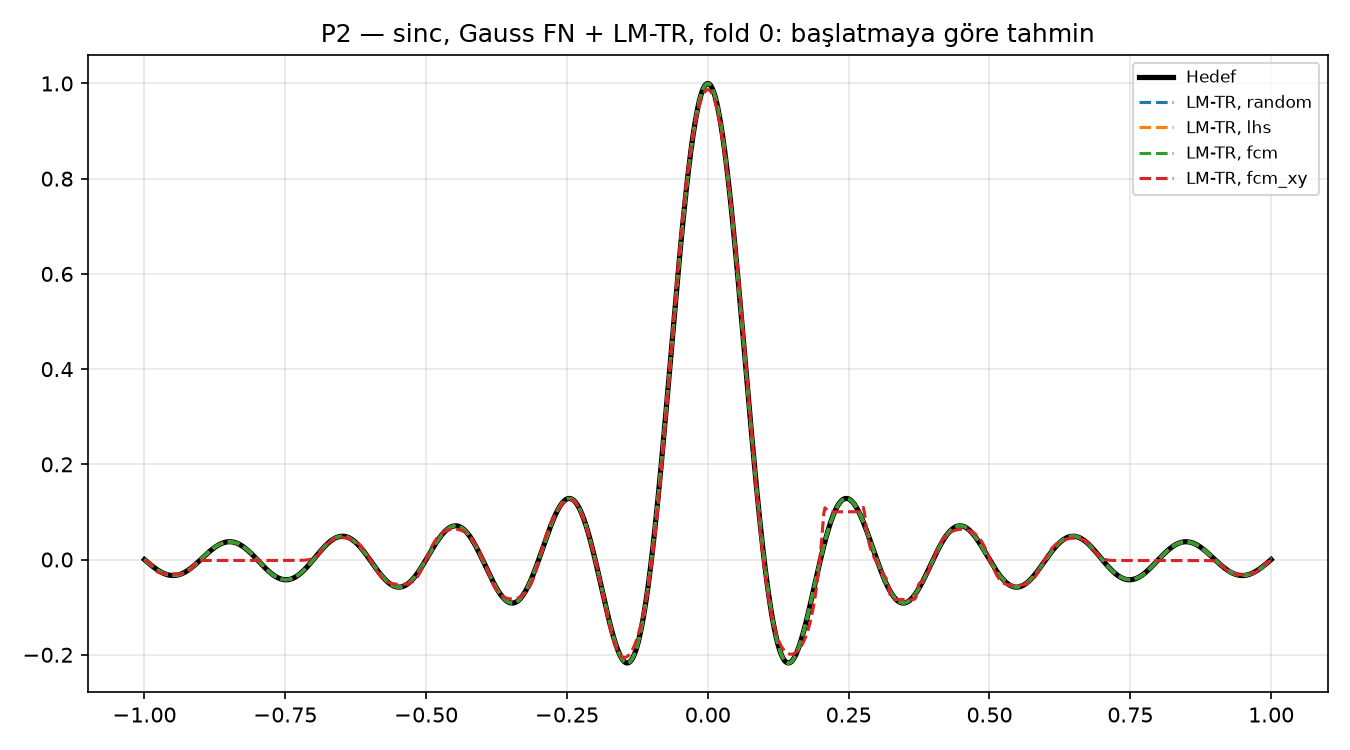 P2 — sinc, Gauss FN + LM-TR, fold 0: başlatmaya göre tahmin
Hedef
LM-TR, random
LM-TR, lhs
LM-TR, fcm
LM-TR, fcm_xy
1.0
0.8
0.6
0.4
0.2
0.0
−0.2
−1.00 −0.75 −0.50 −0.25 0.00 0.25 0.50 0.75 1.00